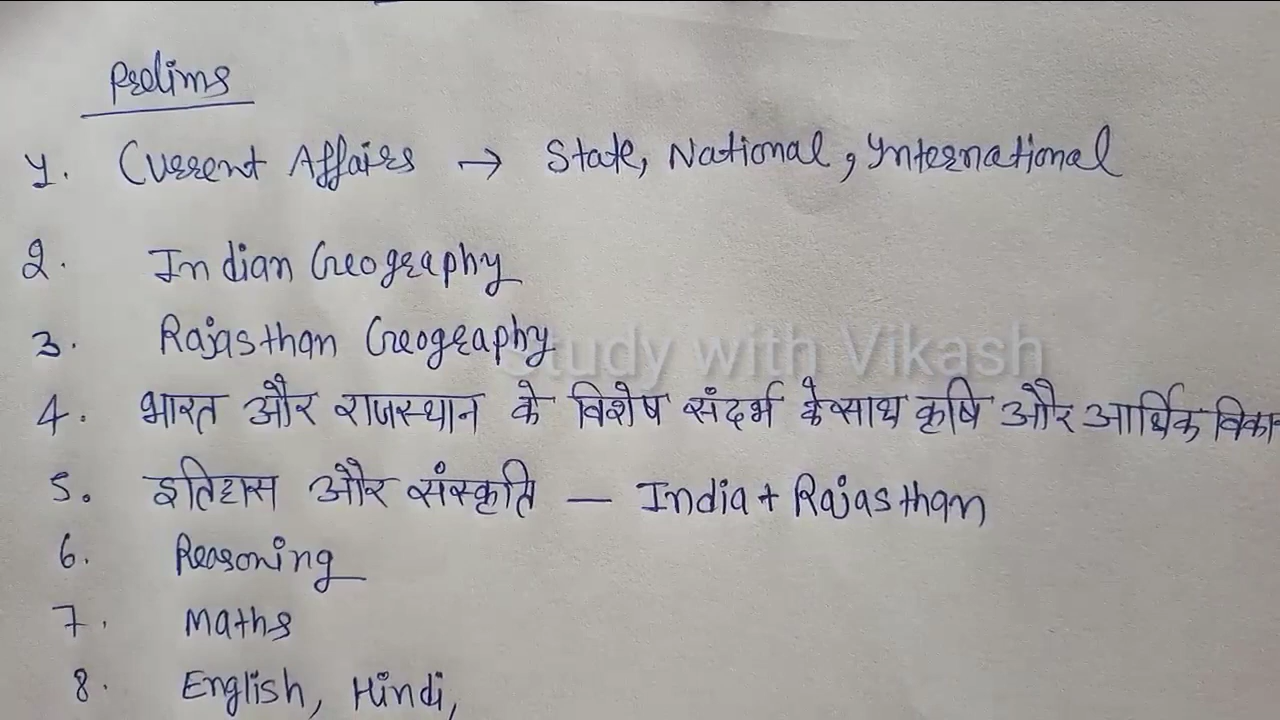 Prelims
1. Current Affairs → State, National, International
2. Indian Geography
3. Rajasthan Geography
Study with Vikash
4. भारत और राजस्थान के विशेष संदर्भ के साथ कृषि और आर्थिक विका
5. इतिहास और संस्कृति — India + Rajasthan
6. Reasoning
7. Maths
8. English, Hindi,